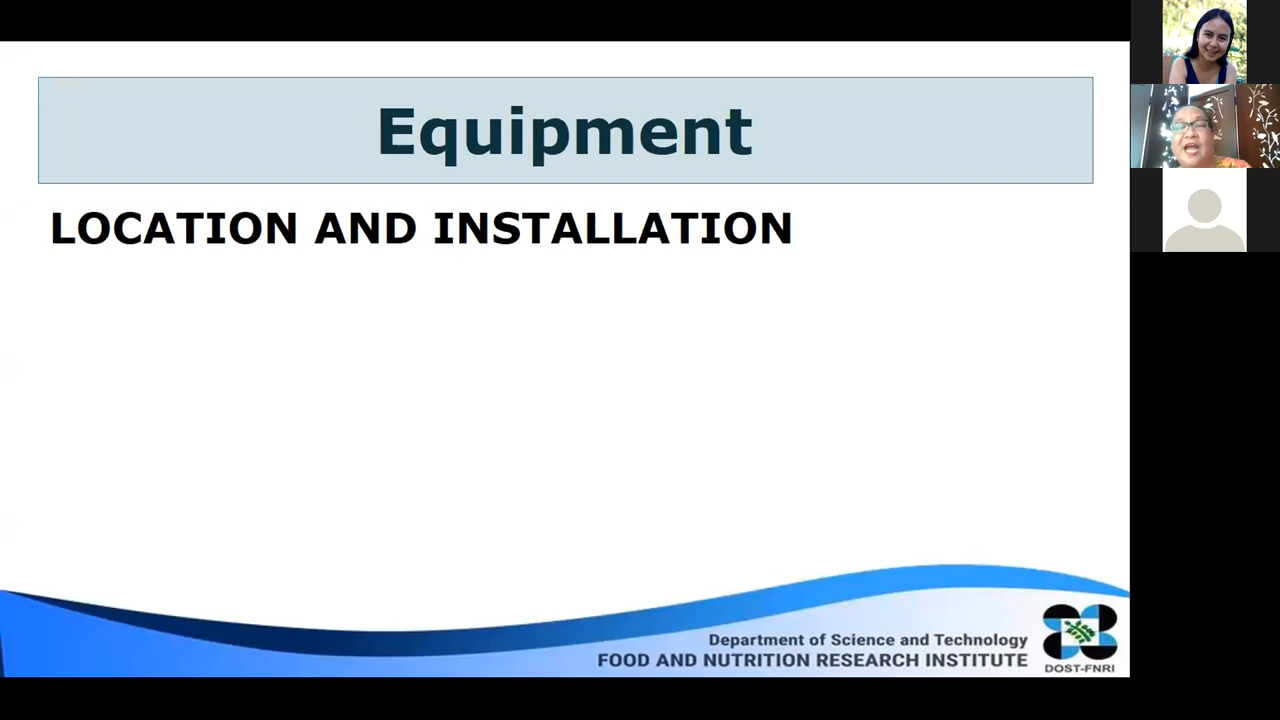 Equipment
LOCATION AND INSTALLATION
Department of Science and Technology
FOOD AND NUTRITION RESEARCH INSTITUTE
DOST-FNRI